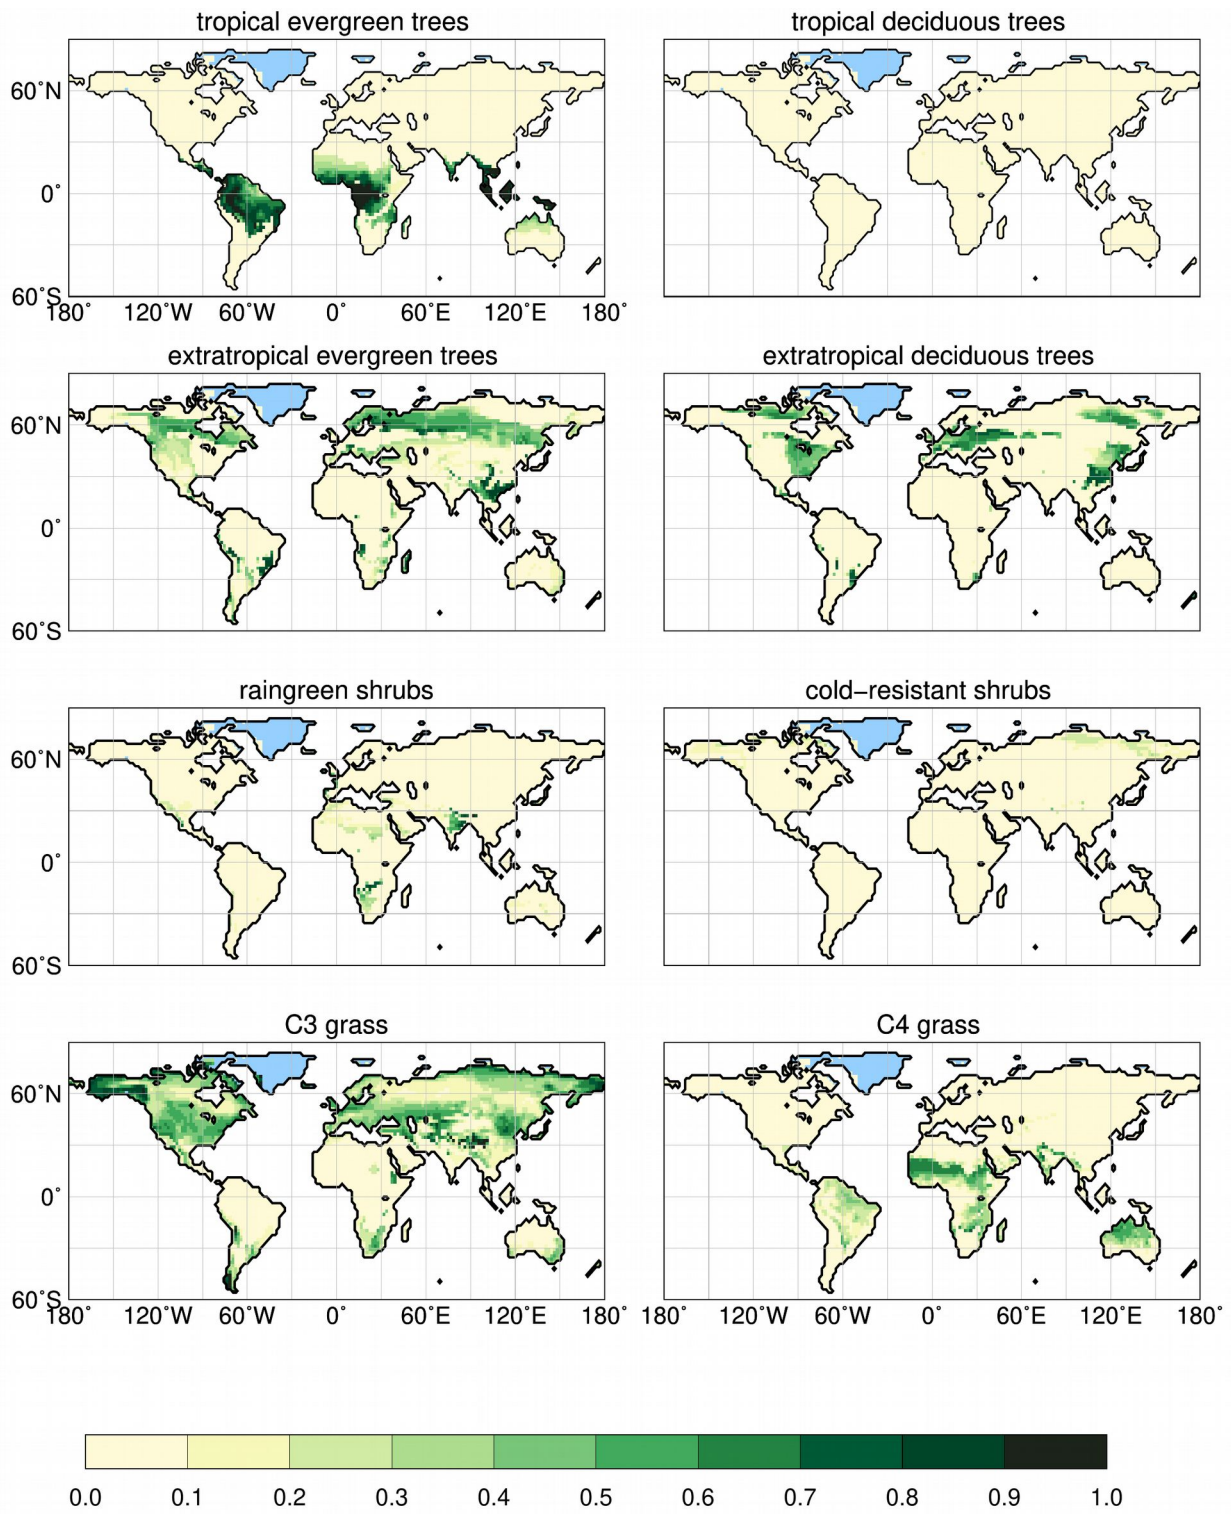 tropical evergreen trees tropical deciduous trees
60˚N
0˚
60˚S
180˚ 120˚W 60˚W 0˚ 60˚E 120˚E 180˚
extratropical evergreen trees extratropical deciduous trees
60˚N
0˚
60˚S
raingreen shrubs cold−resistant shrubs
60˚N
0˚
60˚S
C3 grass C4 grass
60˚N
0˚
60˚S
180˚ 120˚W 60˚W 0˚ 60˚E 120˚E 180˚ 120˚W 60˚W 0˚ 60˚E 120˚E 180˚
0.0 0.1 0.2 0.3 0.4 0.5 0.6 0.7 0.8 0.9 1.0